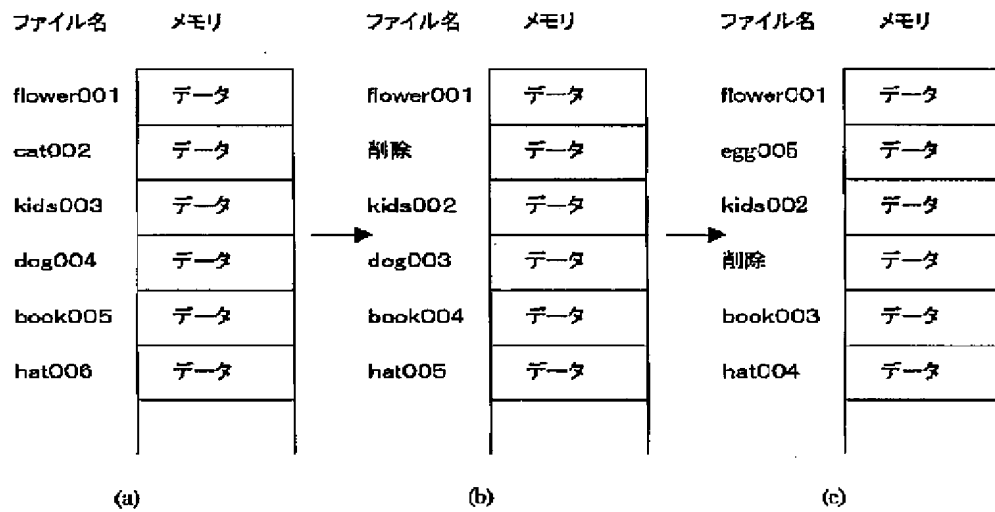 ファイル名 メモリ ファイル名 メモリ ファイル名 メモリ
flower001 データ flower001 データ flower001 データ
cat002 データ 削除 データ egg005 データ
kids003 データ kids002 データ kids002 データ
dog004 データ dog003 データ 削除 データ
book005 データ book004 データ book003 データ
hat006 データ hat005 データ hat004 データ
(a) (b) (c)